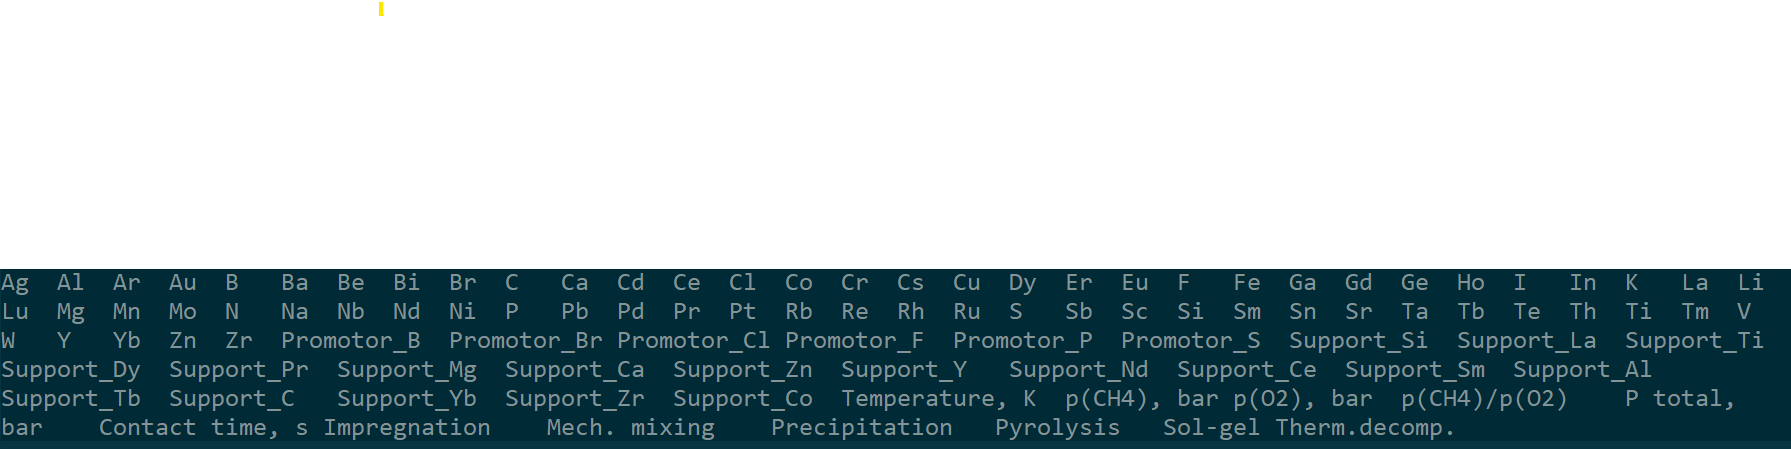 Ag Al Ar Au B Ba Be Bi Br C Ca Cd Ce Cl Co Cr Cs Cu Dy Er Eu F Fe Ga Gd Ge Ho I In K La Li
Lu Mg Mn Mo N Na Nb Nd Ni P Pb Pd Pr Pt Rb Re Rh Ru S Sb Sc Si Sm Sn Sr Ta Tb Te Th Ti Tm V
W Y Yb Zn Zr Promotor_B Promotor_Br Promotor_Cl Promotor_F Promotor_P Promotor_S Support_Si Support_La Support_Ti
Support_Dy Support_Pr Support_Mg Support_Ca Support_Zn Support_Y Support_Nd Support_Ce Support_Sm Support_Al
Support_Tb Support_C Support_Yb Support_Zr Support_Co Temperature, K p(CH4), bar p(O2), bar p(CH4)/p(O2) P total,
bar Contact time, s Impregnation Mech. mixing Precipitation Pyrolysis Sol-gel Therm.decomp.